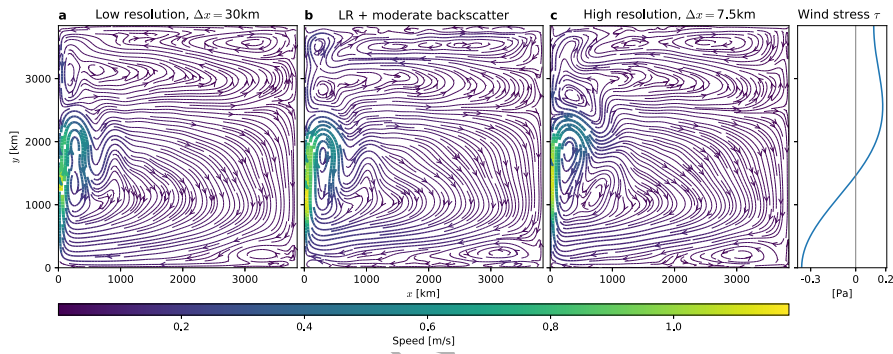 a Low resolution, Δx = 30km
b LR + moderate backscatter
c High resolution, Δx = 7.5km
Wind stress τ
y [km]
3000
2000
1000
0
0 1000 2000 3000
0 1000 2000 3000
0 1000 2000 3000
-0.3 0 0.2
x [km]
[Pa]
0.2 0.4 0.6 0.8 1.0
Speed [m/s]